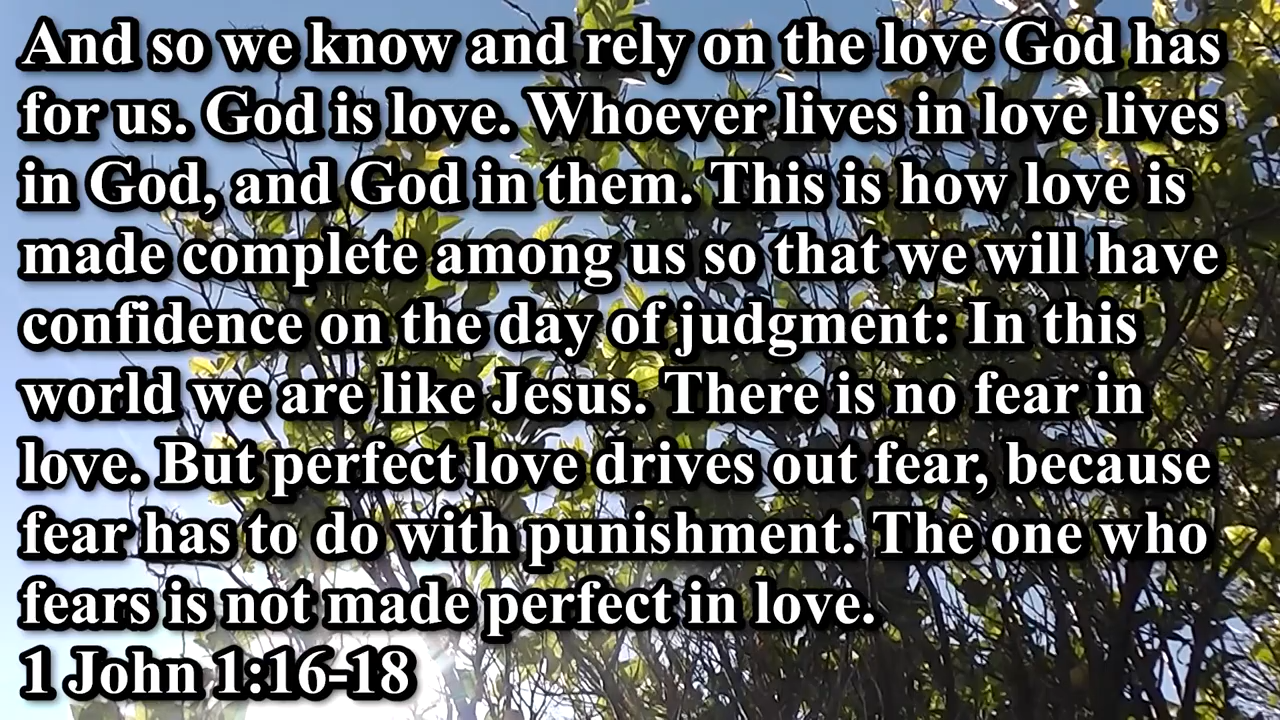 And so we know and rely on the love God has
for us. God is love. Whoever lives in love lives
in God, and God in them. This is how love is
made complete among us so that we will have
confidence on the day of judgment: In this
world we are like Jesus. There is no fear in
love. But perfect love drives out fear, because
fear has to do with punishment. The one who
fears is not made perfect in love.
1 John 1:16-18